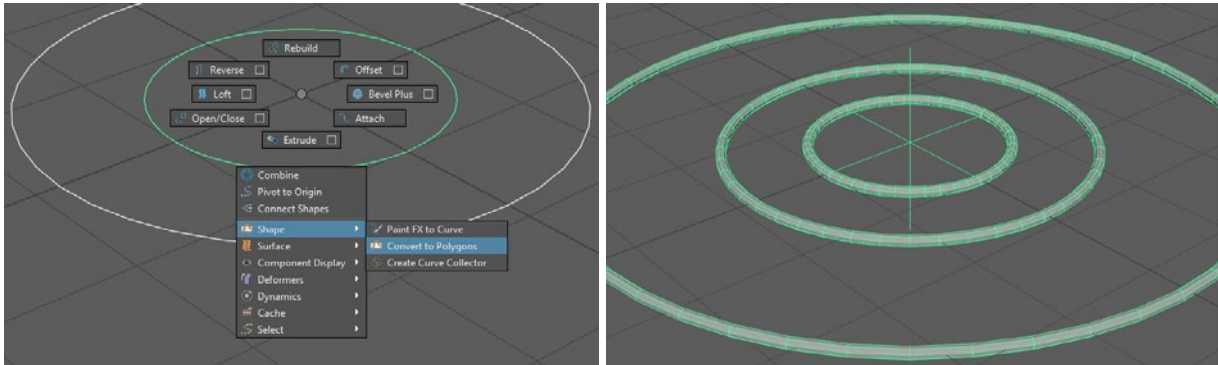 Rebuild
Reverse
Offset
Loft
Bevel Plus
Open/Close
Attach
Extrude
Combine
Pivot to Origin
Connect Shapes
Shape
Surface
Component Display
Deformers
Dynamics
Cache
Select
Paint FX to Curve
Convert to Polygons
Create Curve Collector